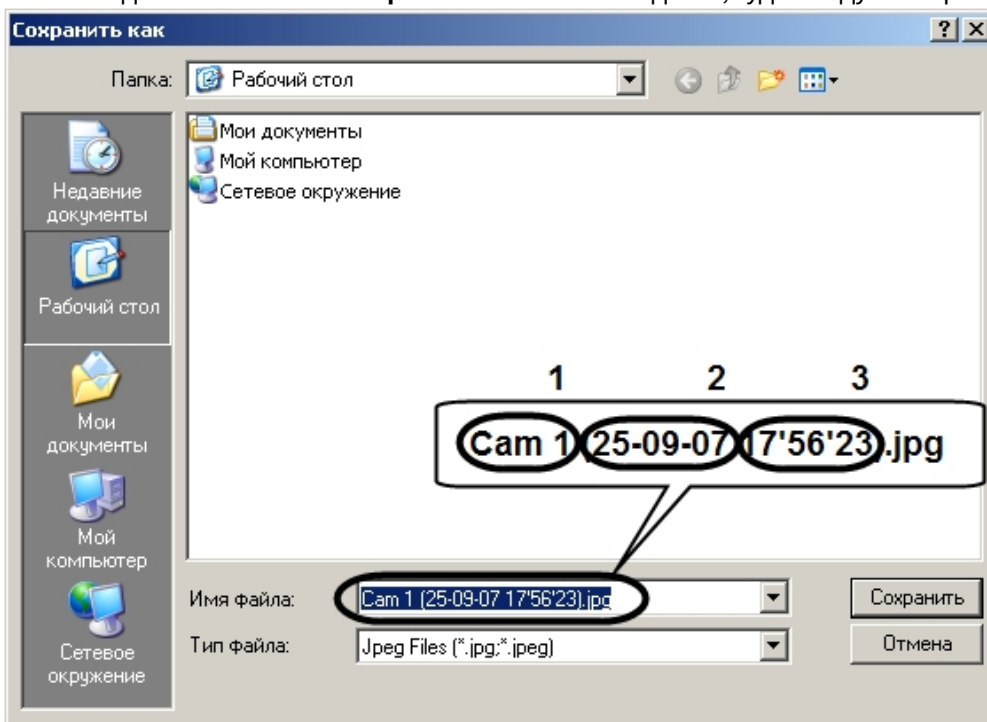 Сохранить как
Папка: Рабочий стол
Недавние
документы
Рабочий стол
Мои
документы
Мой
компьютер
Сетевое
окружение
Мои документы
Мой компьютер
Сетевое окружение
1 2 3
Cam 1 (25-09-07 17'56'23).jpg
Имя файла: Cam 1 (25-09-07 17'56'23).jpg
Сохранить
Тип файла: Jpeg Files (*.jpg;*.jpeg)
Отмена